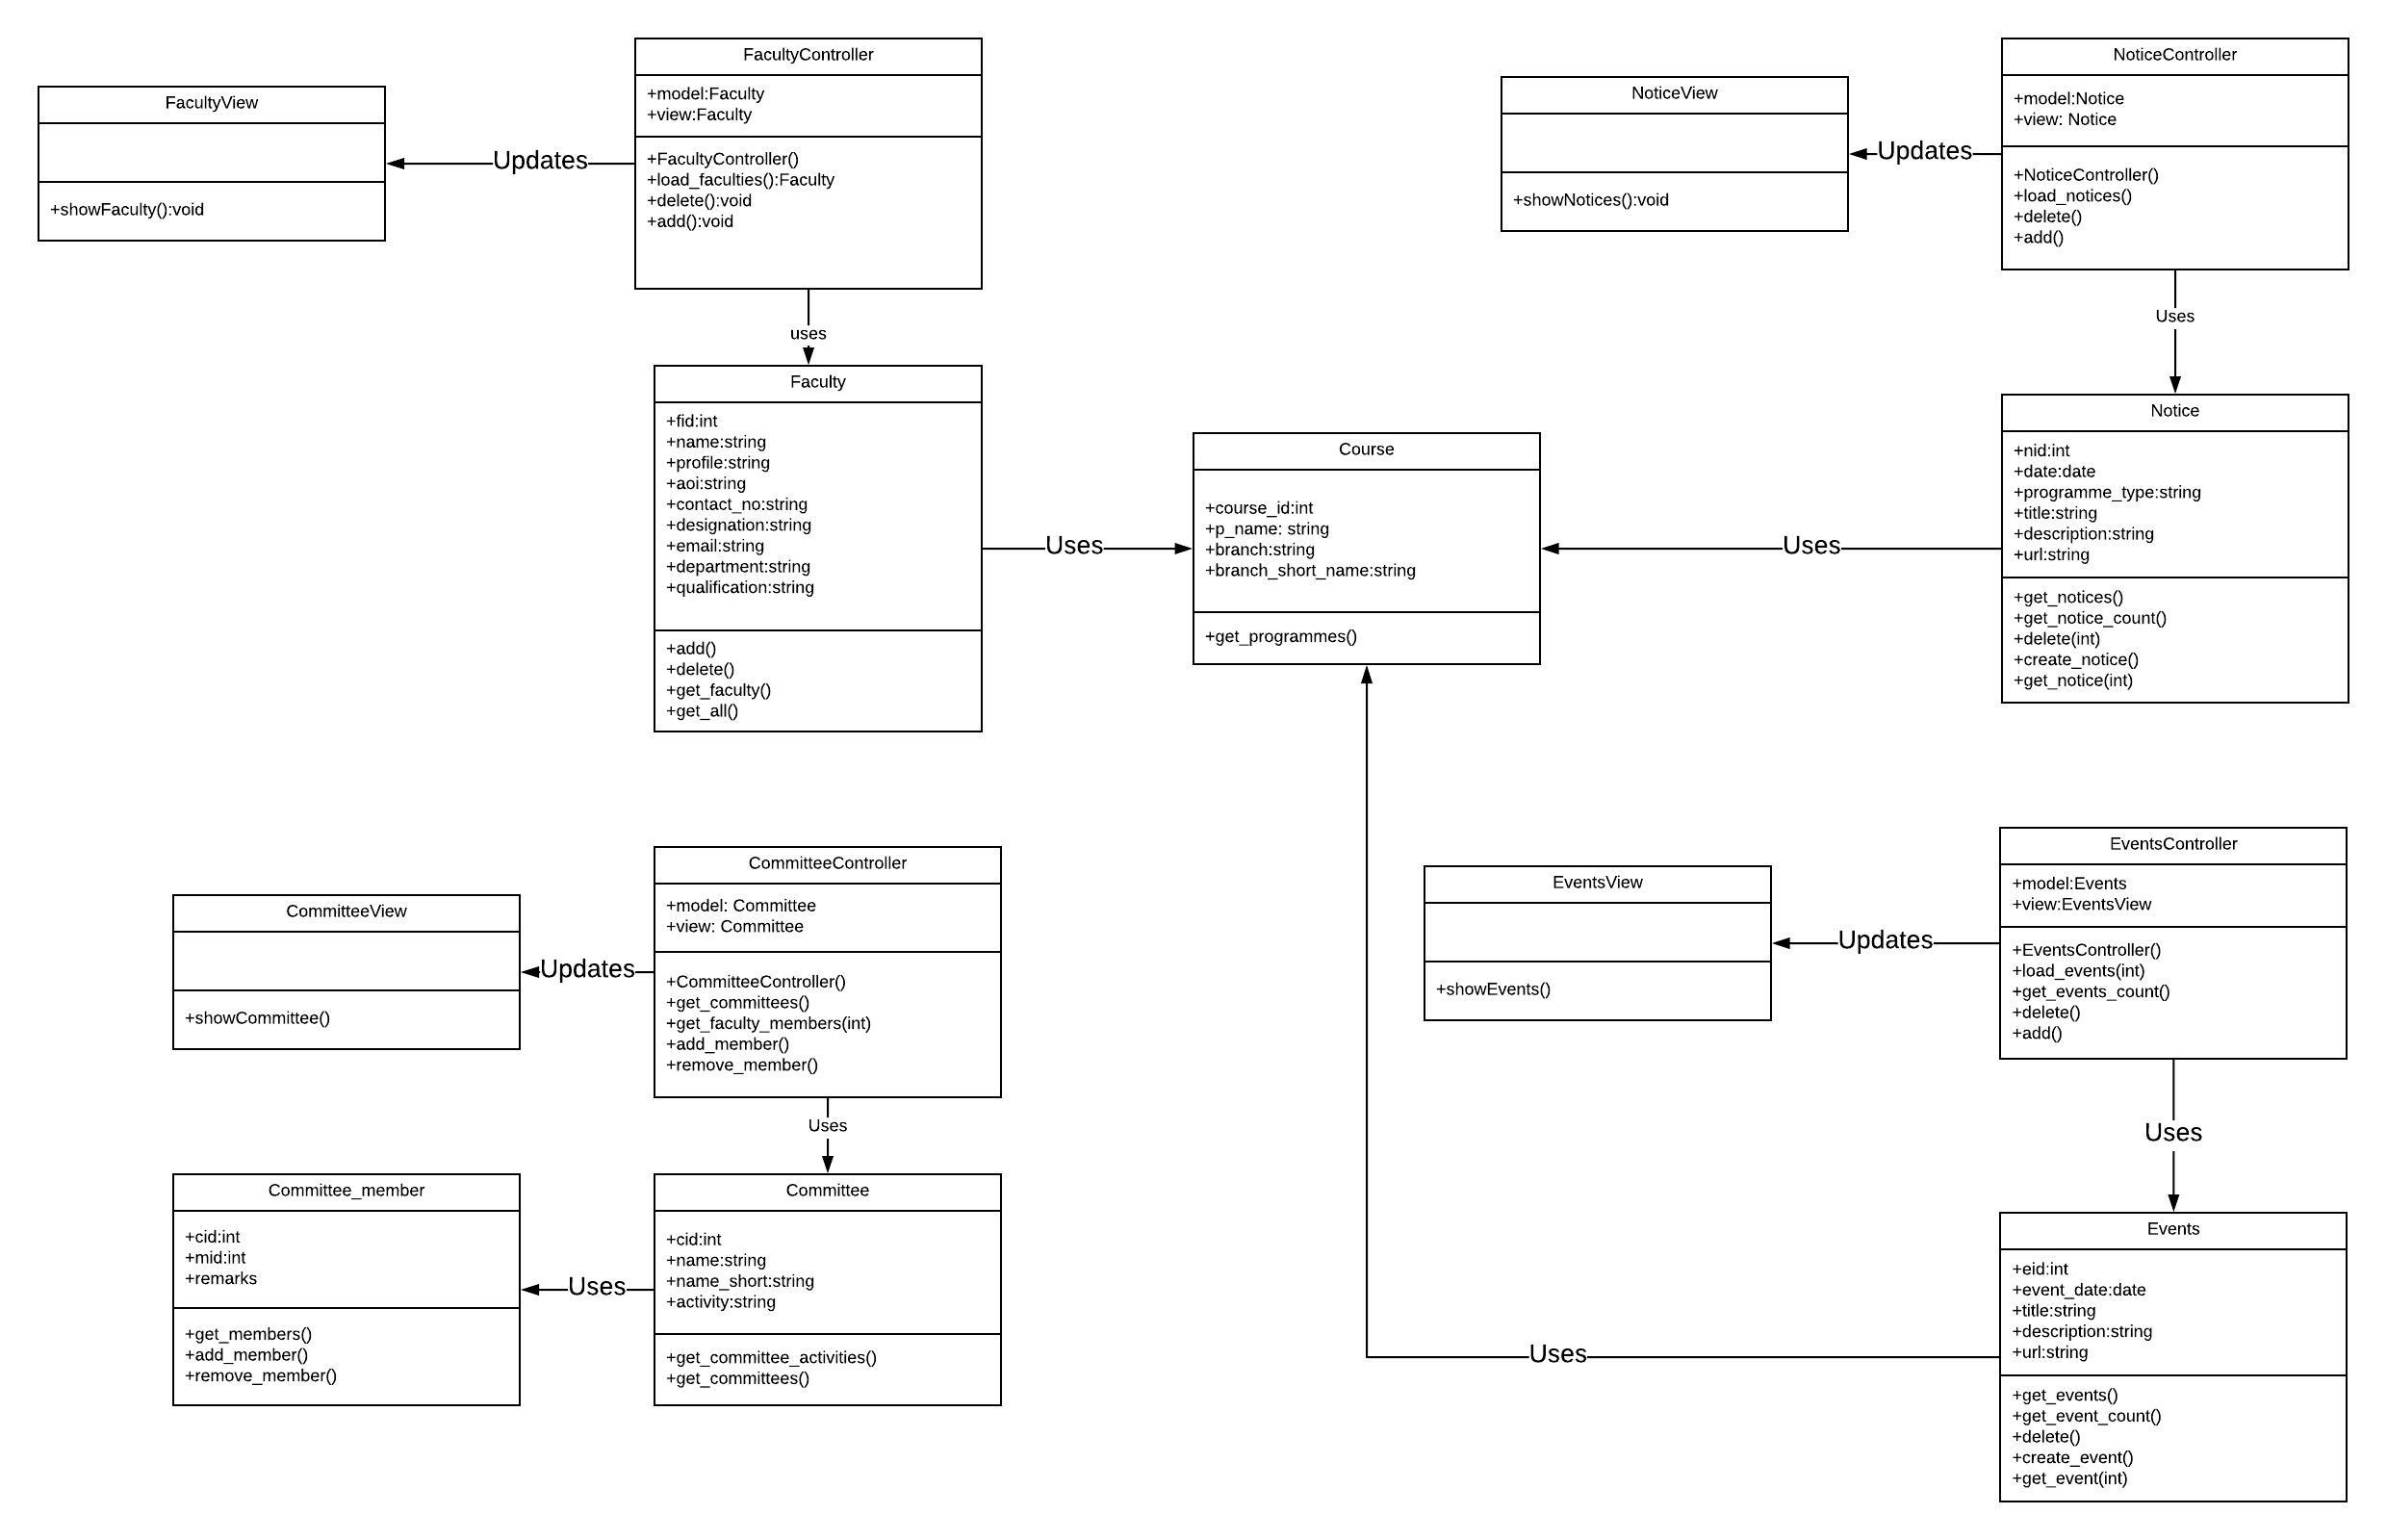 FacultyController
+model:Faculty
+view:Faculty
+FacultyController()
+load_faculties():Faculty
+delete():void
+add():void
FacultyView
+showFaculty():void
Updates
uses
Faculty
+fid:int
+name:string
+profile:string
+aoi:string
+contact_no:string
+designation:string
+email:string
+department:string
+qualification:string
+add()
+delete()
+get_faculty()
+get_all()
Uses
Course
+course_id:int
+p_name: string
+branch:string
+branch_short_name:string
+get_programmes()
NoticeController
+model:Notice
+view: Notice
+NoticeController()
+load_notices()
+delete()
+add()
NoticeView
+showNotices():void
Updates
Uses
Notice
+nid:int
+date:date
+programme_type:string
+title:string
+description:string
+url:string
+get_notices()
+get_notice_count()
+delete(int)
+create_notice()
+get_notice(int)
Uses
CommitteeController
+model: Committee
+view: Committee
+CommitteeController()
+get_committees()
+get_faculty_members(int)
+add_member()
+remove_member()
CommitteeView
+showCommittee()
Updates
Uses
Committee_member
+cid:int
+mid:int
+remarks
+get_members()
+add_member()
+remove_member()
Uses
Committee
+cid:int
+name:string
+name_short:string
+activity:string
+get_committee_activities()
+get_committees()
EventsController
+model:Events
+view:EventsView
+EventsController()
+load_events(int)
+get_events_count()
+delete()
+add()
EventsView
+showEvents()
Updates
Uses
Events
+eid:int
+event_date:date
+title:string
+description:string
+url:string
+get_events()
+get_event_count()
+delete()
+create_event()
+get_event(int)
Uses